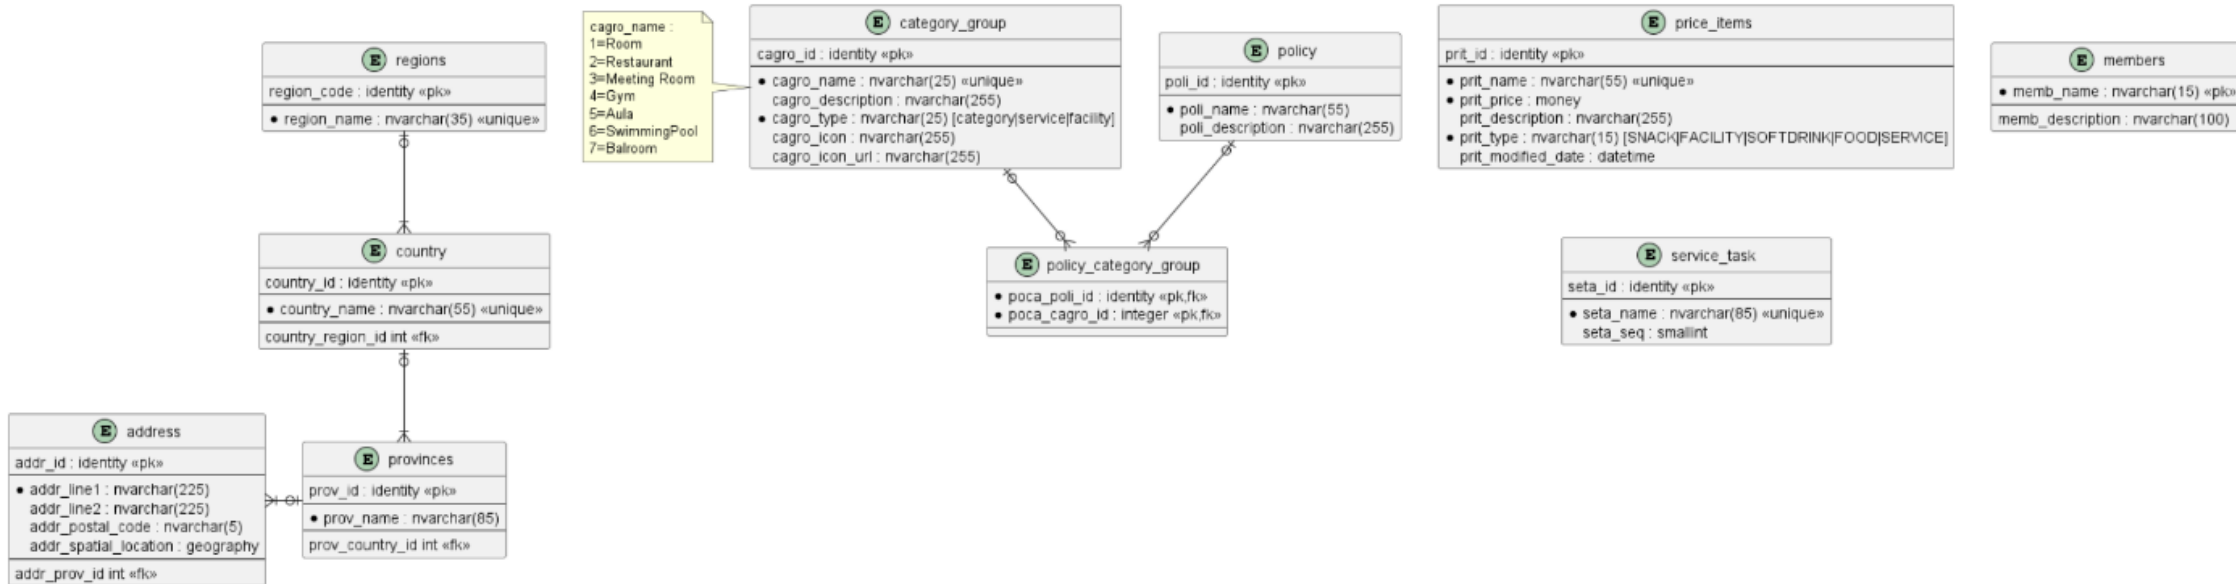 E regions
region_code : identity «pk»
• region_name : nvarchar(35) «unique»
E country
country_id : identity «pk»
• country_name : nvarchar(55) «unique»
country_region_id int «fk»
E address
addr_id : identity «pk»
• addr_line1 : nvarchar(225)
addr_line2 : nvarchar(225)
addr_postal_code : nvarchar(5)
addr_spatial_location : geography
addr_prov_id int «fk»
E provinces
prov_id : identity «pk»
• prov_name : nvarchar(85)
prov_country_id int «fk»
cagro_name :
1=Room
2=Restaurant
3=Meeting Room
4=Gym
5=Aula
6=SwimmingPool
7=Balroom
E category_group
cagro_id : identity «pk»
• cagro_name : nvarchar(25) «unique»
cagro_description : nvarchar(255)
• cagro_type : nvarchar(25) [category|service|facility]
cagro_icon : nvarchar(255)
cagro_icon_url : nvarchar(255)
E policy
poli_id : identity «pk»
• poli_name : nvarchar(55)
poli_description : nvarchar(255)
E policy_category_group
• poca_poli_id : identity «pk,fk»
• poca_cagro_id : integer «pk,fk»
E price_items
prit_id : identity «pk»
• prit_name : nvarchar(55) «unique»
• prit_price : money
prit_description : nvarchar(255)
• prit_type : nvarchar(15) [SNACK|FACILITY|SOFTDRINK|FOOD|SERVICE]
prit_modified_date : datetime
E service_task
seta_id : identity «pk»
• seta_name : nvarchar(85) «unique»
seta_seq : smallint
E members
• memb_name : nvarchar(15) «pk»
memb_description : nvarchar(100)